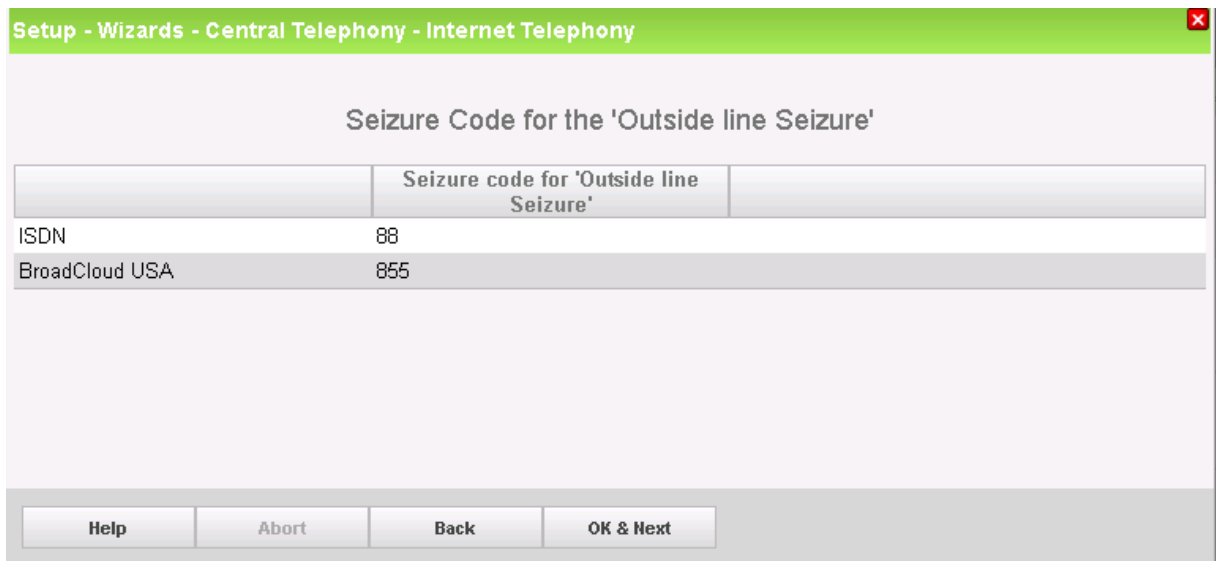 Setup - Wizards - Central Telephony - Internet Telephony
Seizure Code for the 'Outside line Seizure'
Seizure code for 'Outside line
Seizure'
ISDN 88
BroadCloud USA 855
Help Abort Back OK & Next